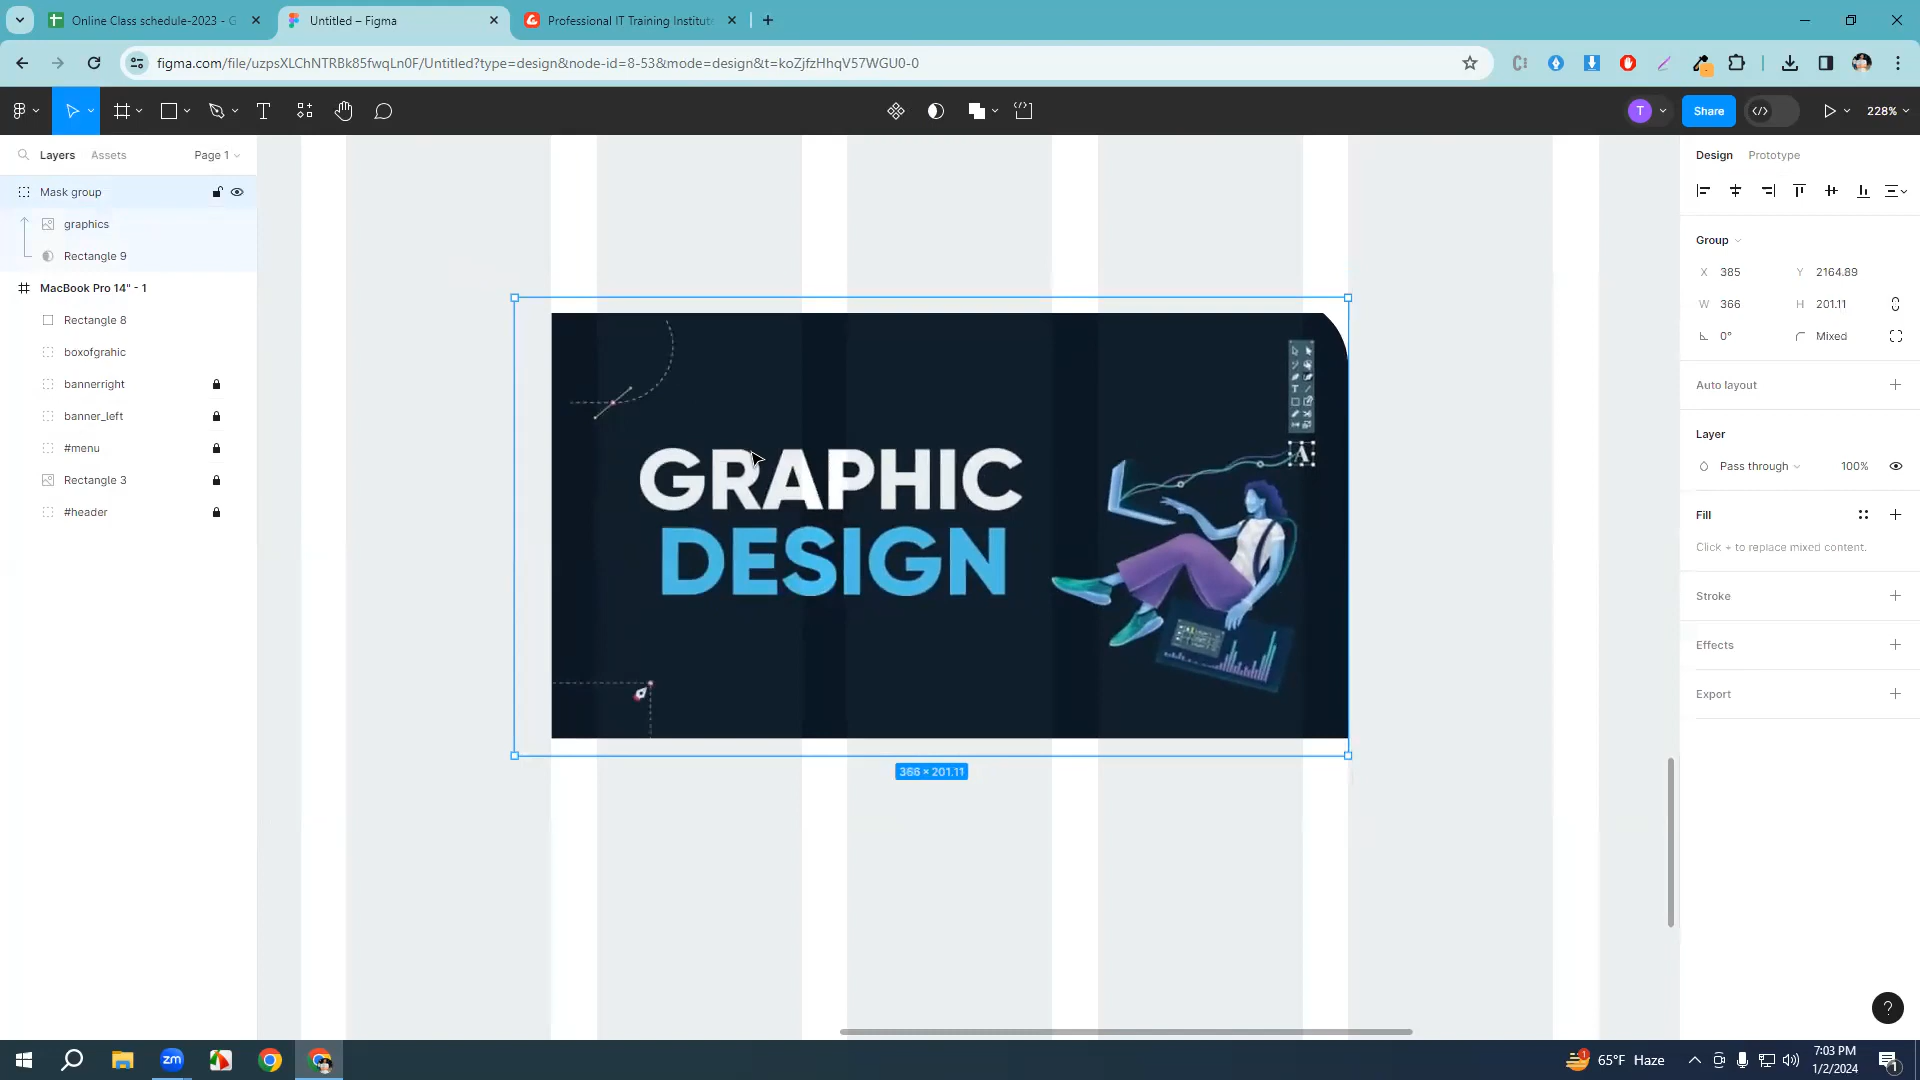 Online Class schedule-2023 - G
Untitled – Figma
Professional IT Training Institute
figma.com/file/uzpsXLChNTRBk85fwqLn0F/Untitled?type=design&node-id=8-53&mode=design&t=koZjfzHhqV57WGU0-0
T
Share
228%
Layers
Assets
Page 1
Mask group
graphics
Rectangle 9
MacBook Pro 14" - 1
Rectangle 8
boxofgrahic
bannerright
banner_left
#menu
Rectangle 3
#header
GRAPHIC
DESIGN
A
366 × 201.11
Design
Prototype
Group
X 385
Y 2164.89
W 366
H 201.11
0°
Mixed
Auto layout
Layer
Pass through
100%
Fill
Click + to replace mixed content.
Stroke
Effects
Export
?
zm
65°F Haze
7:03 PM
1/2/2024